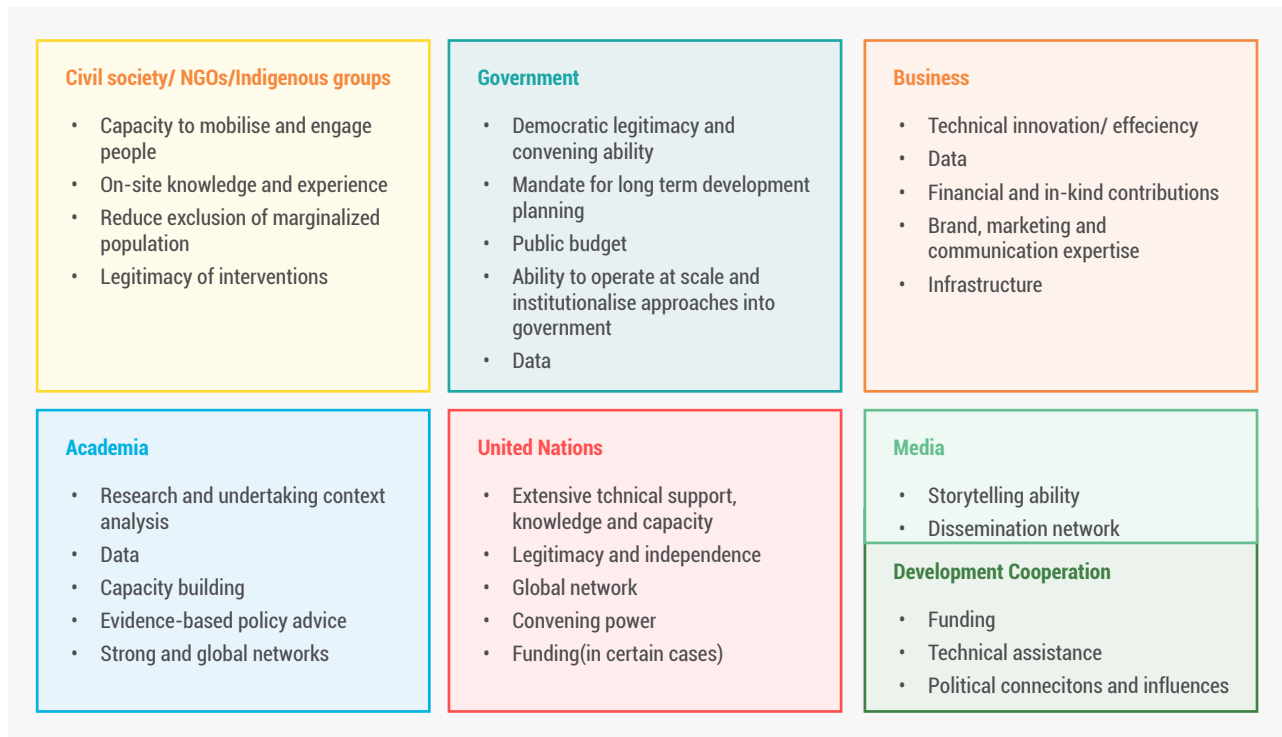 Civil society/ NGOs/Indigenous groups
• Capacity to mobilise and engage
people
• On-site knowledge and experience
• Reduce exclusion of marginalized
population
• Legitimacy of interventions
Government
• Democratic legitimacy and
convening ability
• Mandate for long term development
planning
• Public budget
• Ability to operate at scale and
institutionalise approaches into
government
• Data
Business
• Technical innovation/ effeciency
• Data
• Financial and in-kind contributions
• Brand, marketing and
communication expertise
• Infrastructure
Academia
• Research and undertaking context
analysis
• Data
• Capacity building
• Evidence-based policy advice
• Strong and global networks
United Nations
• Extensive tchnical support,
knowledge and capacity
• Legitimacy and independence
• Global network
• Convening power
• Funding(in certain cases)
Media
• Storytelling ability
• Dissemination network
Development Cooperation
• Funding
• Technical assistance
• Political connecitons and influences